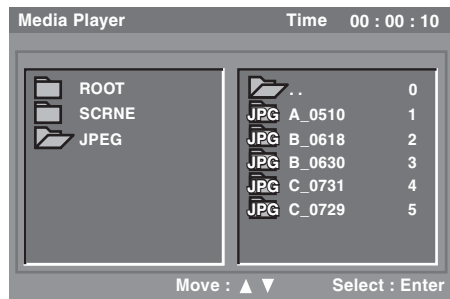 Media Player Time 00 : 00 : 10
ROOT
SCRNE
JPEG
. . 0
JPG A_0510 1
JPG B_0618 2
JPG B_0630 3
JPG C_0731 4
JPG C_0729 5
Move : ▲ ▼ Select : Enter